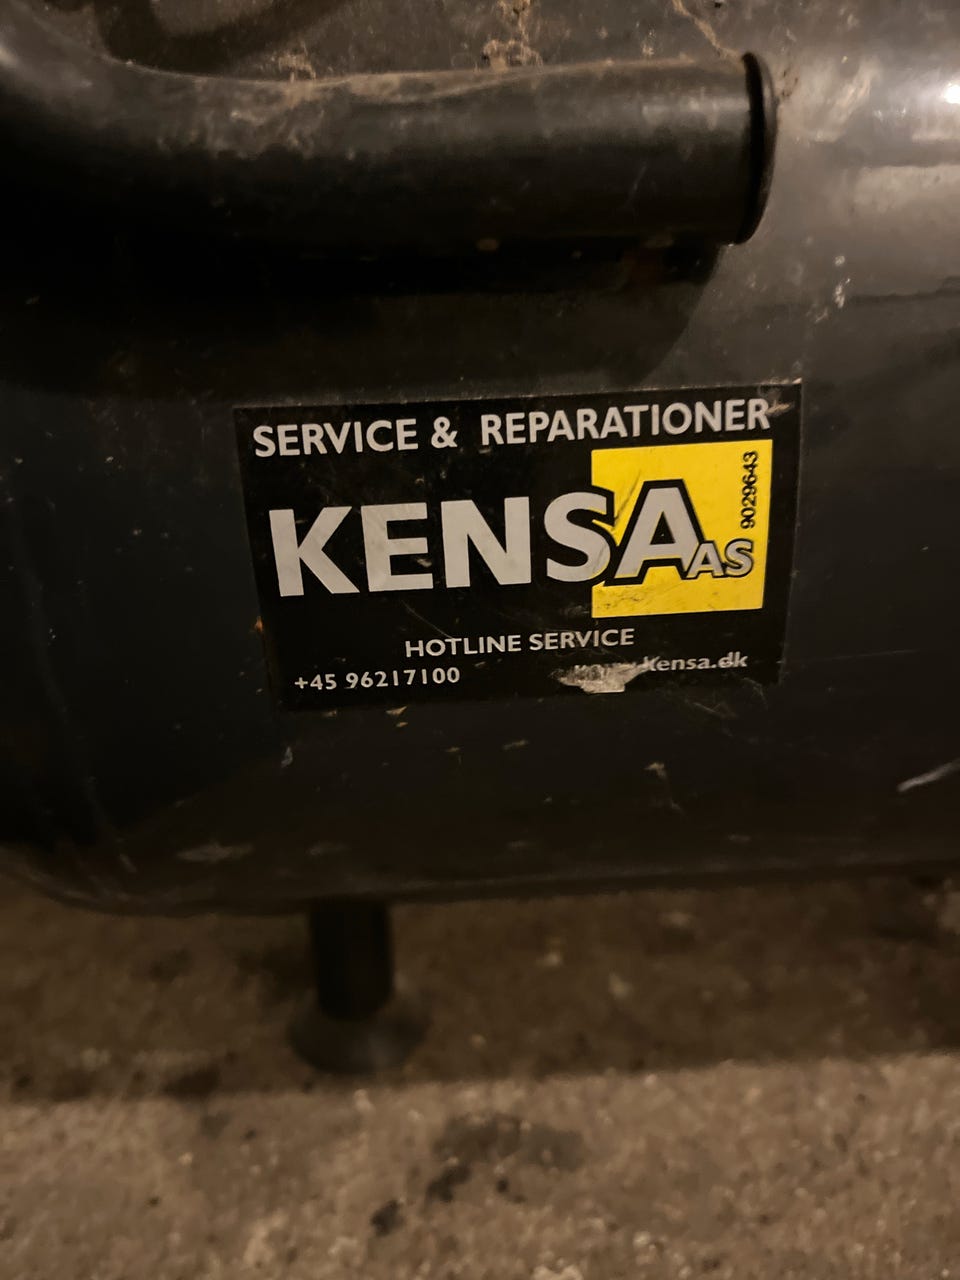 SERVICE & REPARATIONER
9029643
KENSA AS
HOTLINE SERVICE
+45 96217100
Kensa.dk